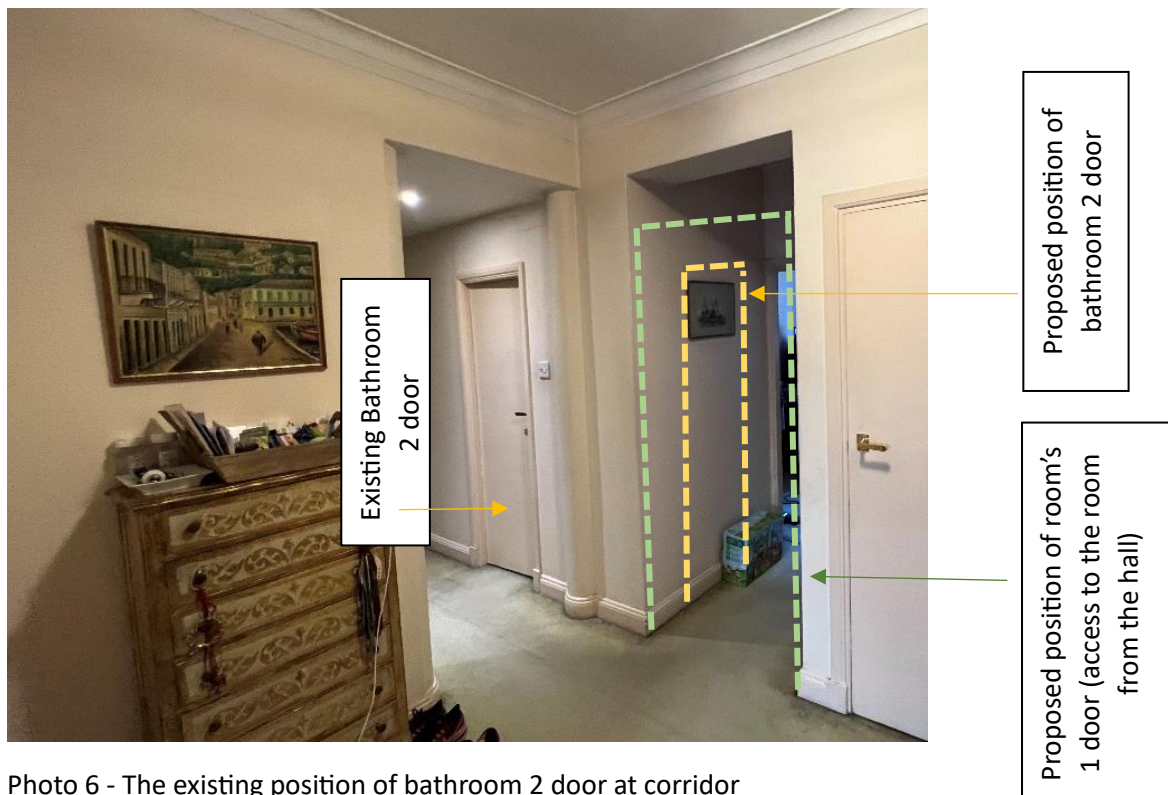 Existing Bathroom
2 door
Proposed position of
bathroom 2 door
Proposed position of room’s
1 door (access to the room
from the hall)
Photo 6 - The existing position of bathroom 2 door at corridor